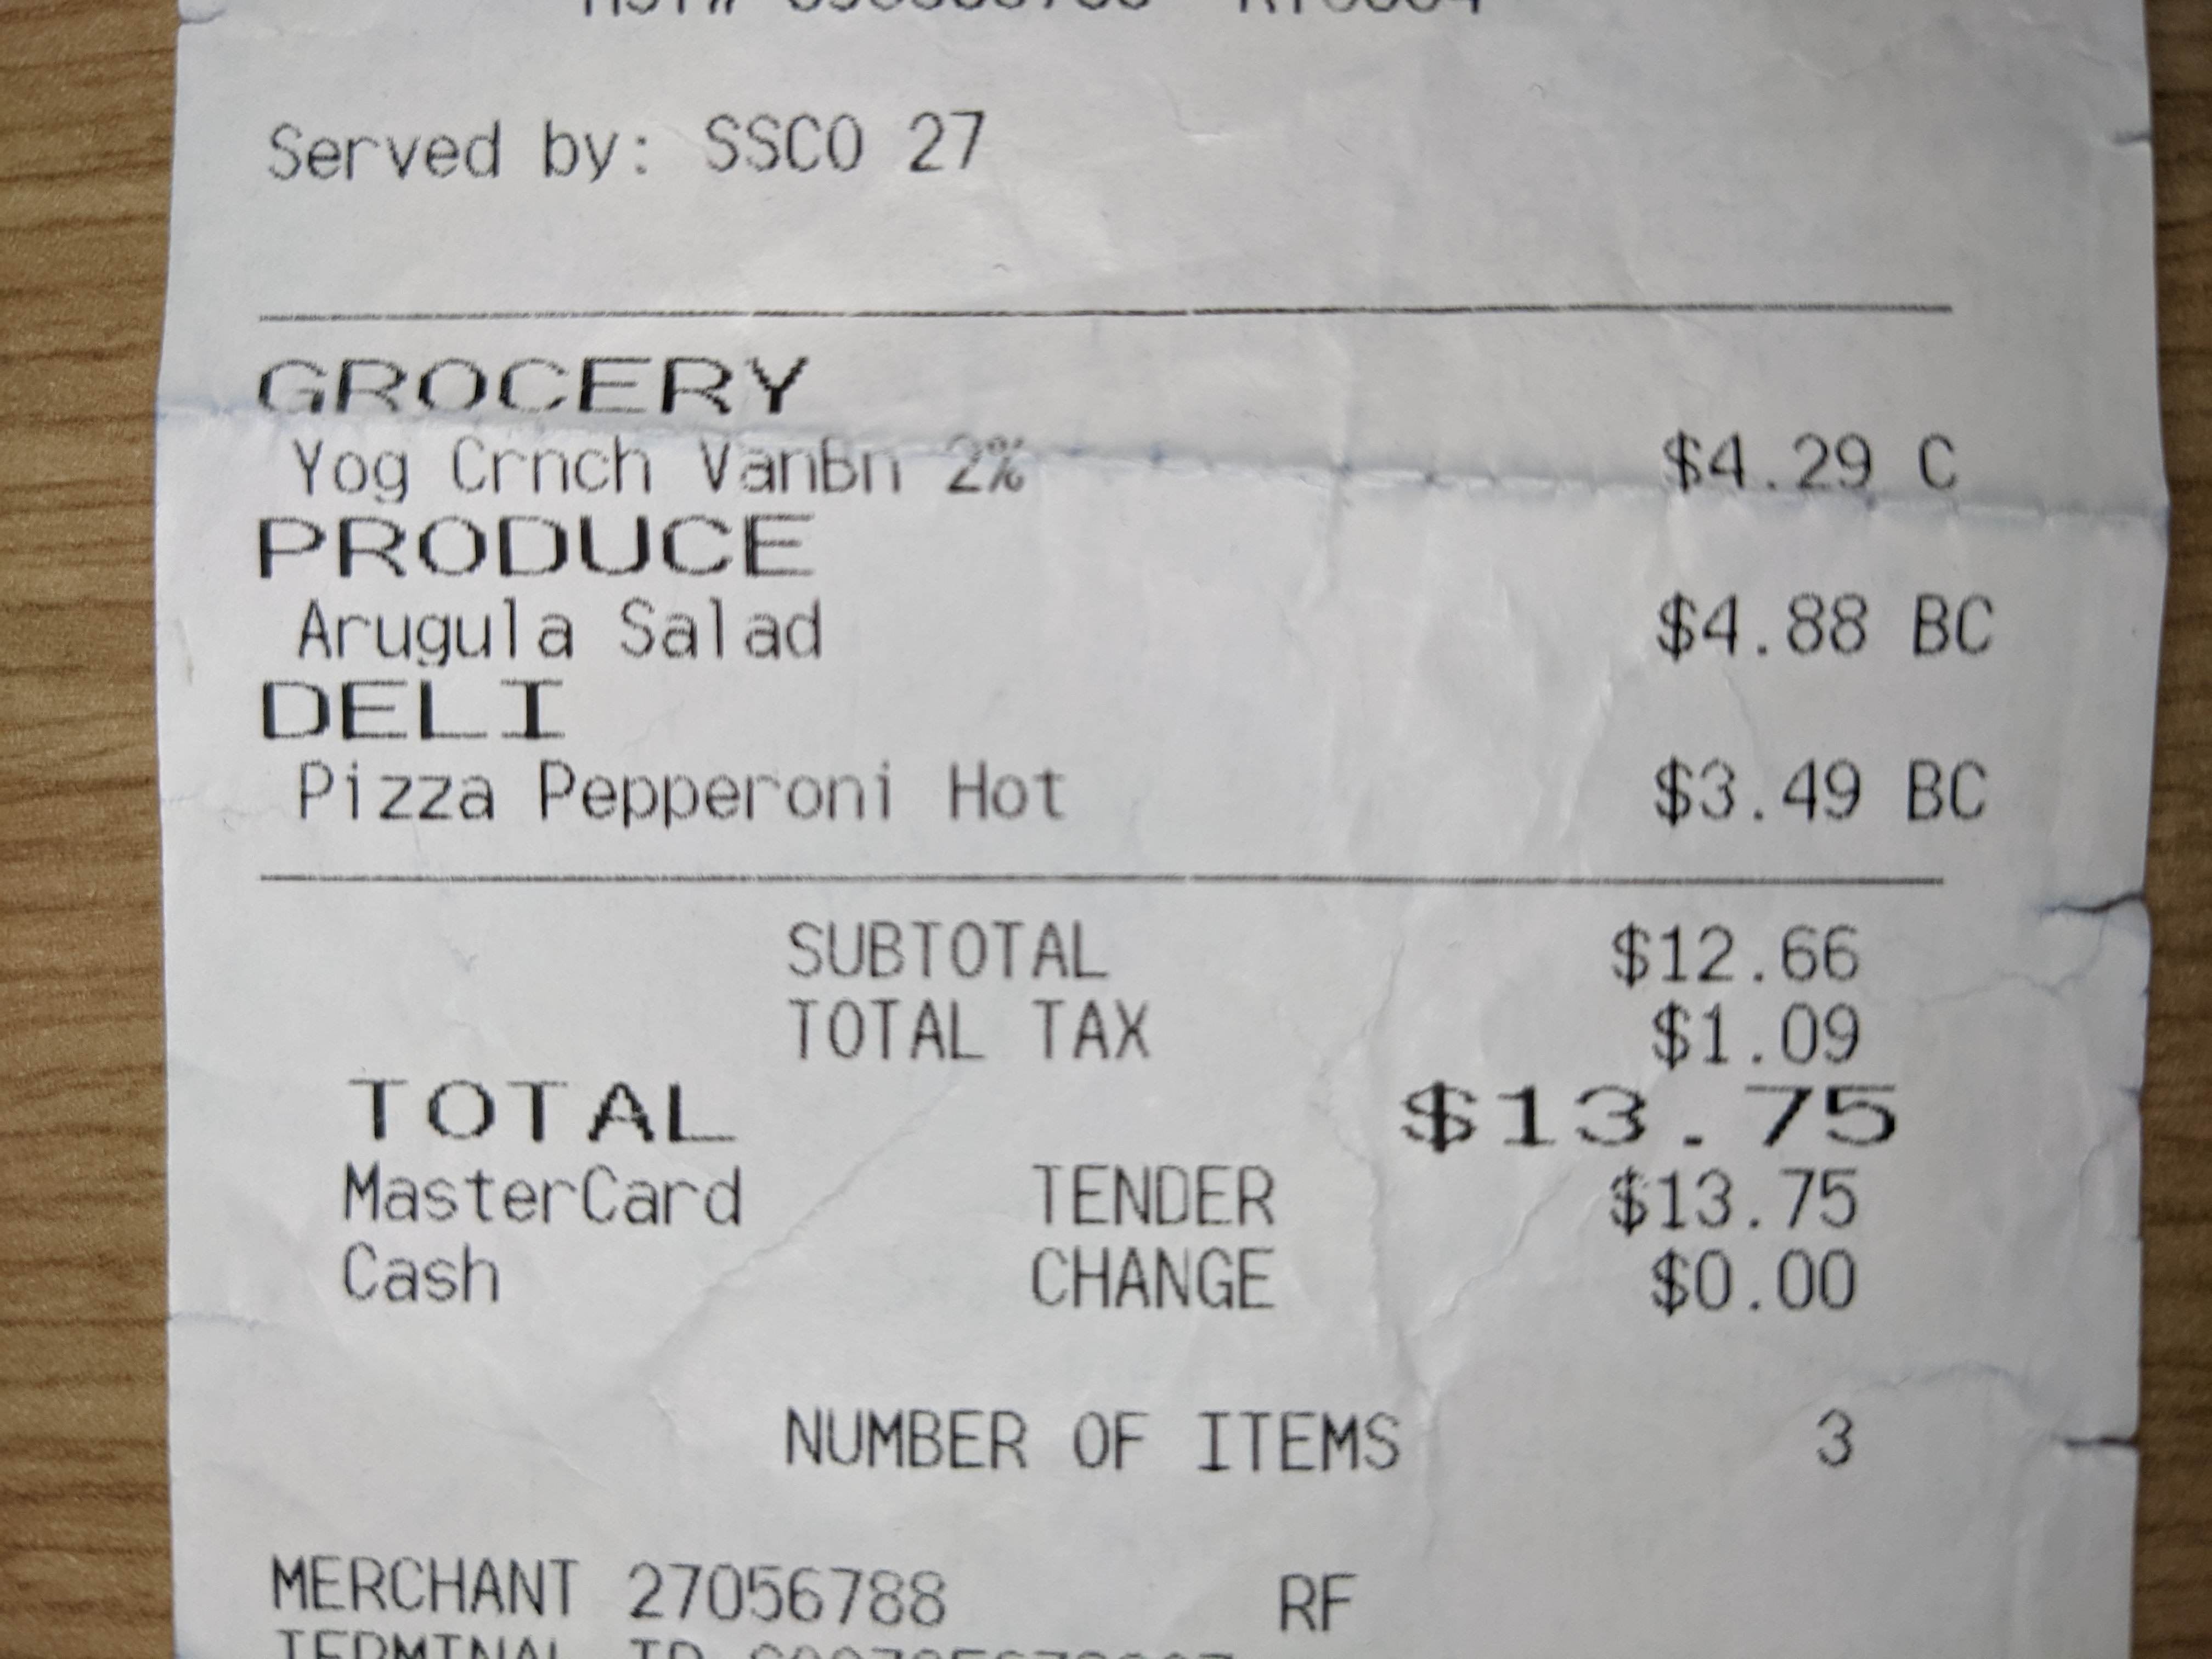 Served by: SSCO 27
GROCERY
Yog Crnch VanBn 2% $4.29 C
PRODUCE
Arugula Salad $4.88 BC
DELI
Pizza Pepperoni Hot $3.49 BC
SUBTOTAL $12.66
TOTAL TAX $1.09
TOTAL $13.75
MasterCard TENDER $13.75
Cash CHANGE $0.00
NUMBER OF ITEMS 3
MERCHANT 27056788 RF
TERMINAL ID